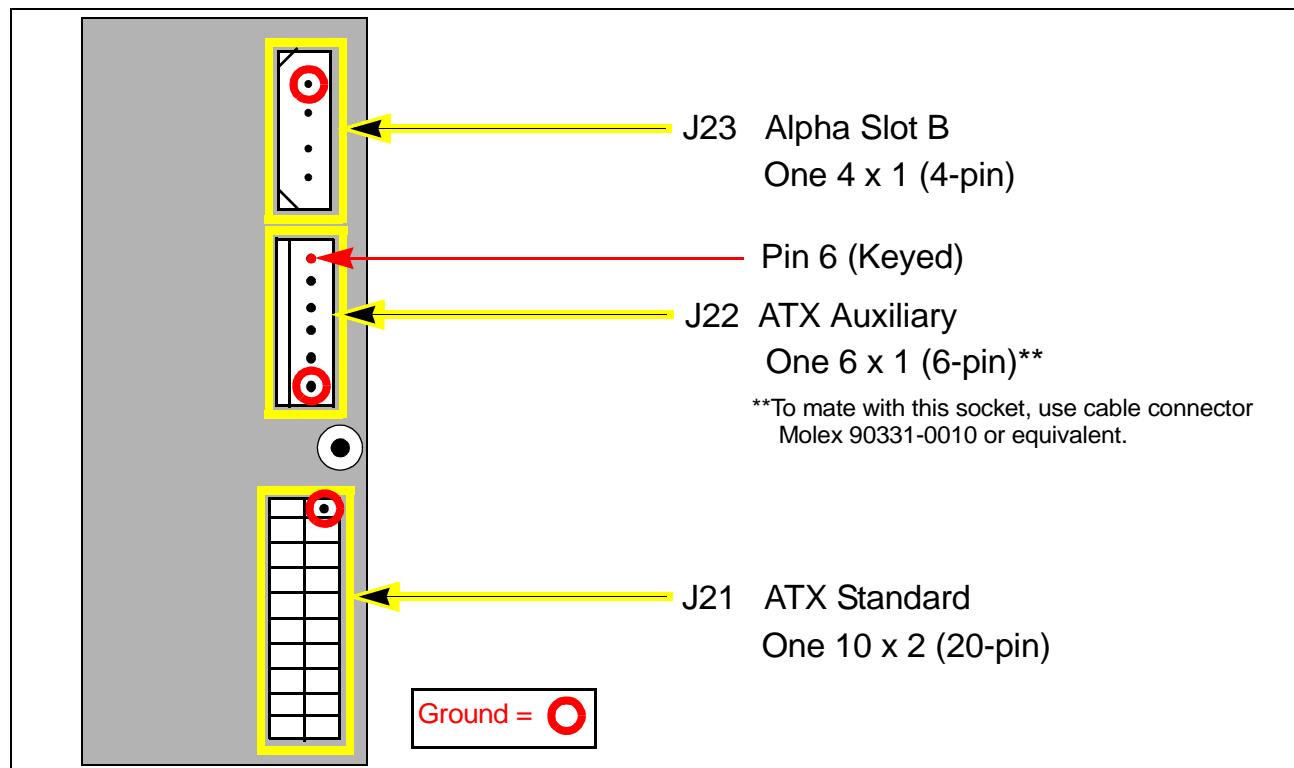 J23 Alpha Slot B
One 4 x 1 (4-pin)
Pin 6 (Keyed)
J22 ATX Auxiliary
One 6 x 1 (6-pin)**
**To mate with this socket, use cable connector
Molex 90331-0010 or equivalent.
J21 ATX Standard
One 10 x 2 (20-pin)
Ground =